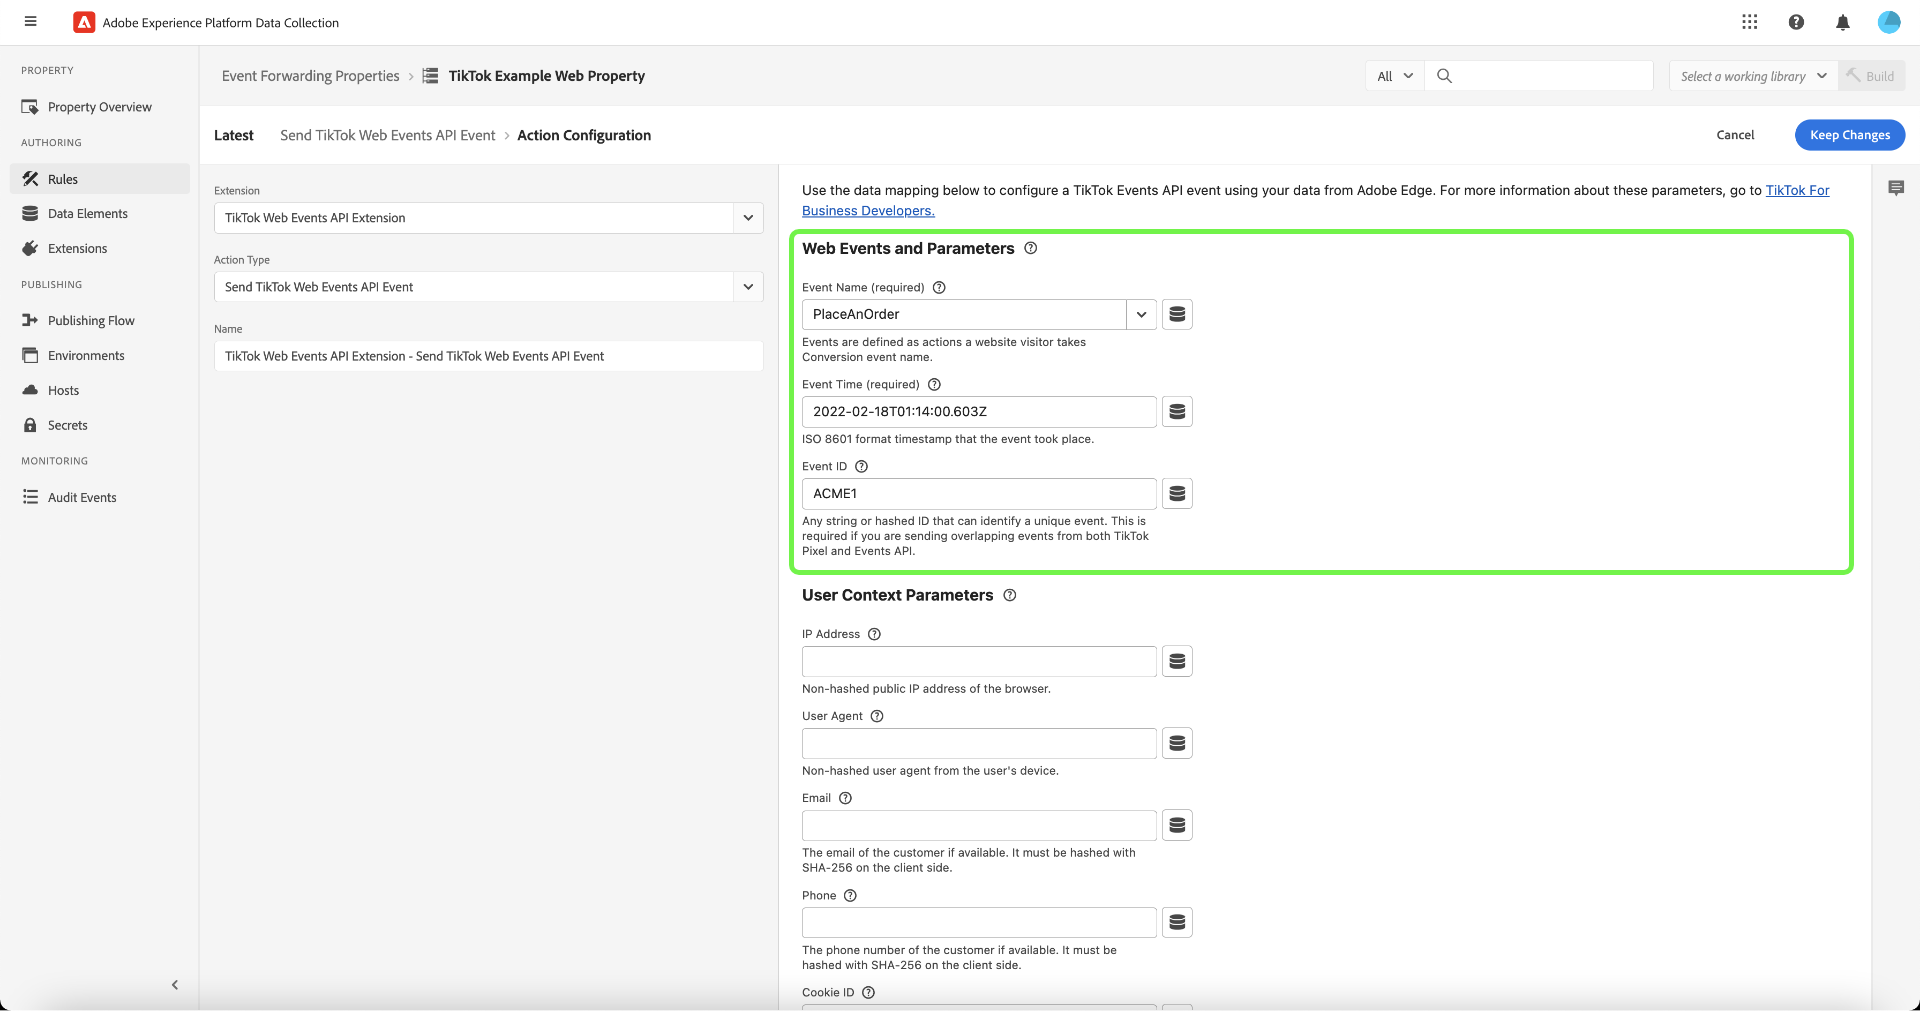 Adobe Experience Platform Data Collection
PROPERTY
Property Overview
AUTHORING
Rules
Data Elements
Extensions
PUBLISHING
Publishing Flow
Environments
Hosts
Secrets
MONITORING
Audit Events
Event Forwarding Properties > TikTok Example Web Property
All
Select a working library
Build
Latest
Send TikTok Web Events API Event > Action Configuration
Cancel
Keep Changes
Extension
TikTok Web Events API Extension
Action Type
Send TikTok Web Events API Event
Name
TikTok Web Events API Extension - Send TikTok Web Events API Event
Use the data mapping below to configure a TikTok Events API event using your data from Adobe Edge. For more information about these parameters, go to TikTok For
Business Developers.
Web Events and Parameters
Event Name (required)
PlaceAnOrder
Events are defined as actions a website visitor takes
Conversion event name.
Event Time (required)
2022-02-18T01:14:00.603Z
ISO 8601 format timestamp that the event took place.
Event ID
ACME1
Any string or hashed ID that can identify a unique event. This is
required if you are sending overlapping events from both TikTok
Pixel and Events API.
User Context Parameters
IP Address
Non-hashed public IP address of the browser.
User Agent
Non-hashed user agent from the user's device.
Email
The email of the customer if available. It must be hashed with
SHA-256 on the client side.
Phone
The phone number of the customer if available. It must be
hashed with SHA-256 on the client side.
Cookie ID